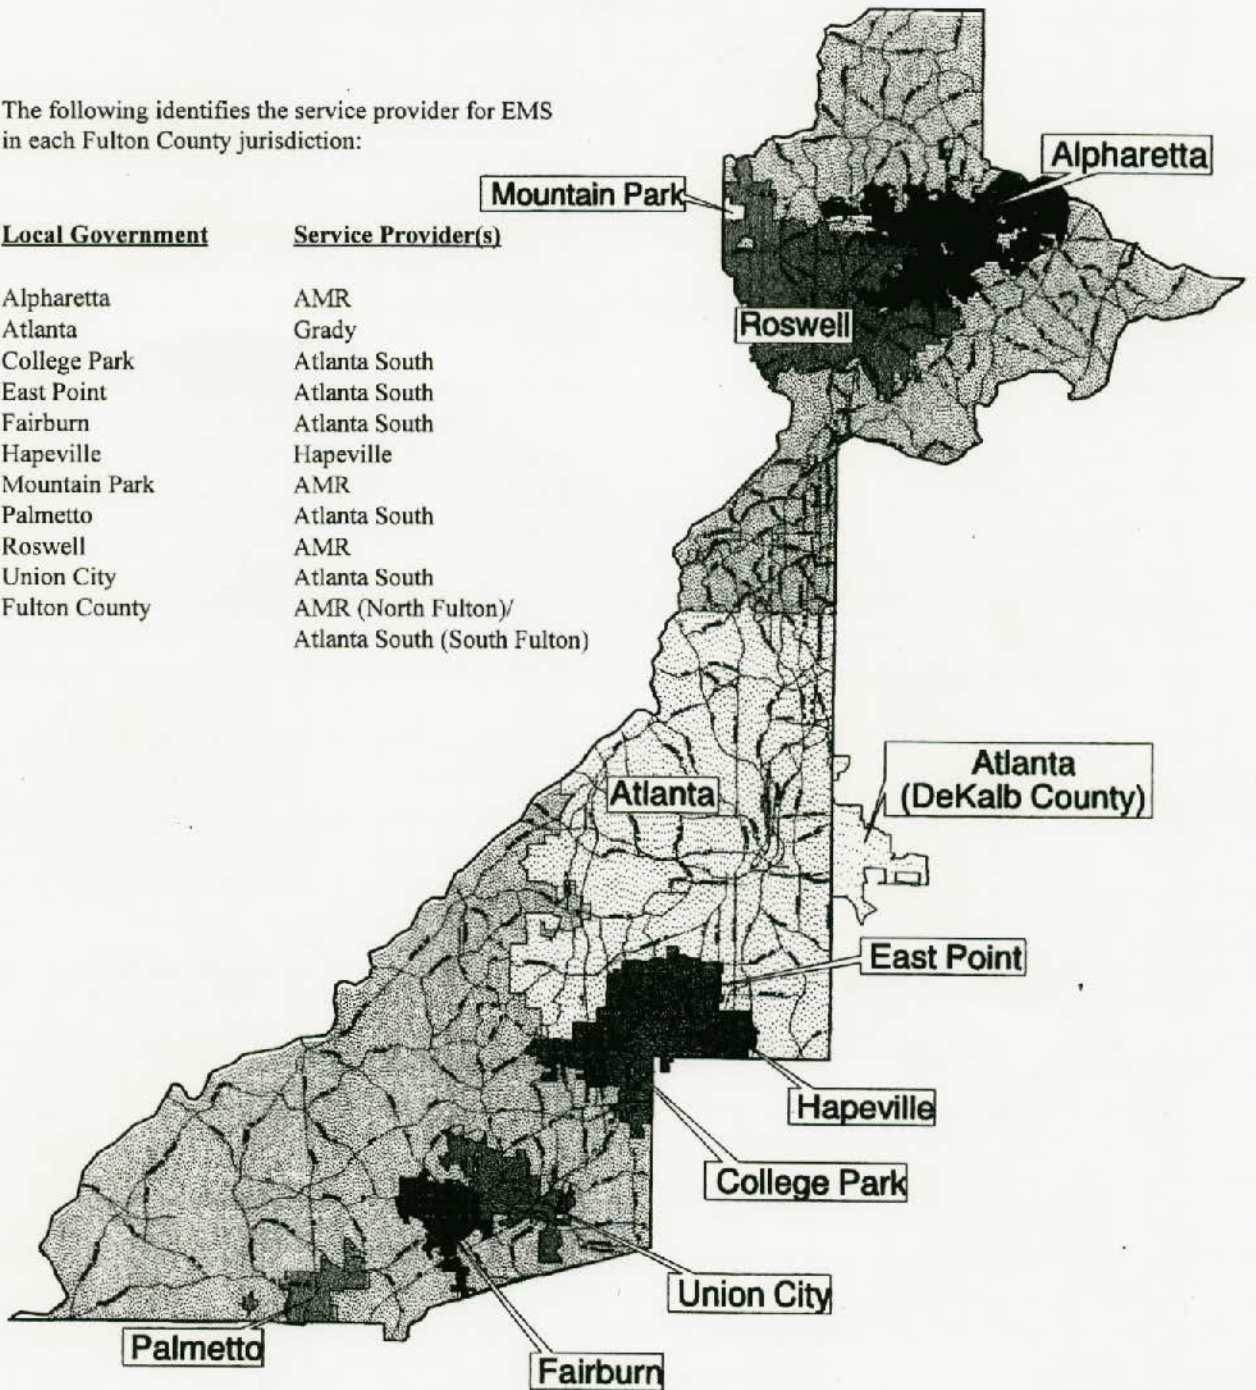 The following identifies the service provider for EMS
in each Fulton County jurisdiction:
Local Government Service Provider(s)
Alpharetta AMR
Atlanta Grady
College Park Atlanta South
East Point Atlanta South
Fairburn Atlanta South
Hapeville Hapeville
Mountain Park AMR
Palmetto Atlanta South
Roswell AMR
Union City Atlanta South
Fulton County AMR (North Fulton)/
Atlanta South (South Fulton)
Alpharetta
Mountain Park
Roswell
Atlanta
(DeKalb County)
Atlanta
East Point
Hapeville
College Park
Union City
Palmetto
Fairburn